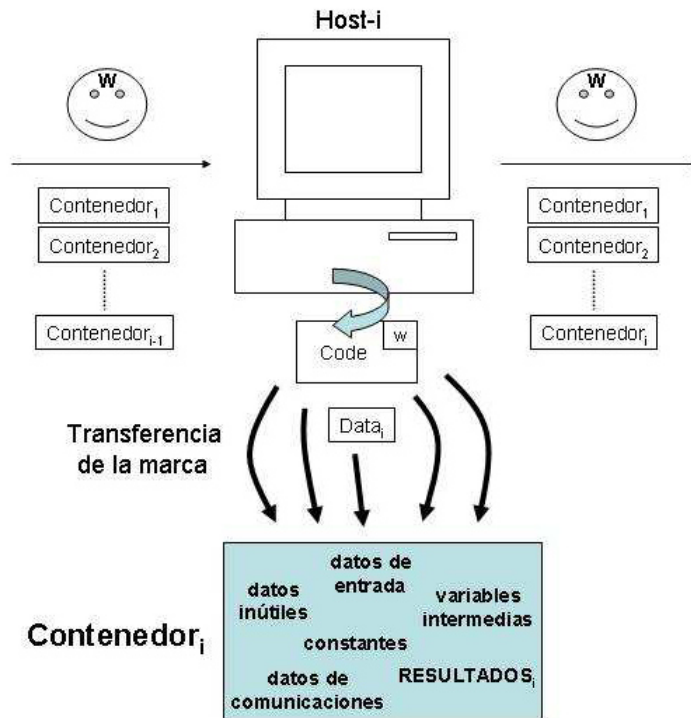 Host-i
W
W
Contenedor1
Contenedor2
Contenedori-1
Contenedor1
Contenedor2
Contenedori
Code
w
Datai
Transferencia
de la marca
Contenedori
datos de
entrada
datos
inútiles
variables
intermedias
constantes
datos de
comunicaciones
RESULTADOSi